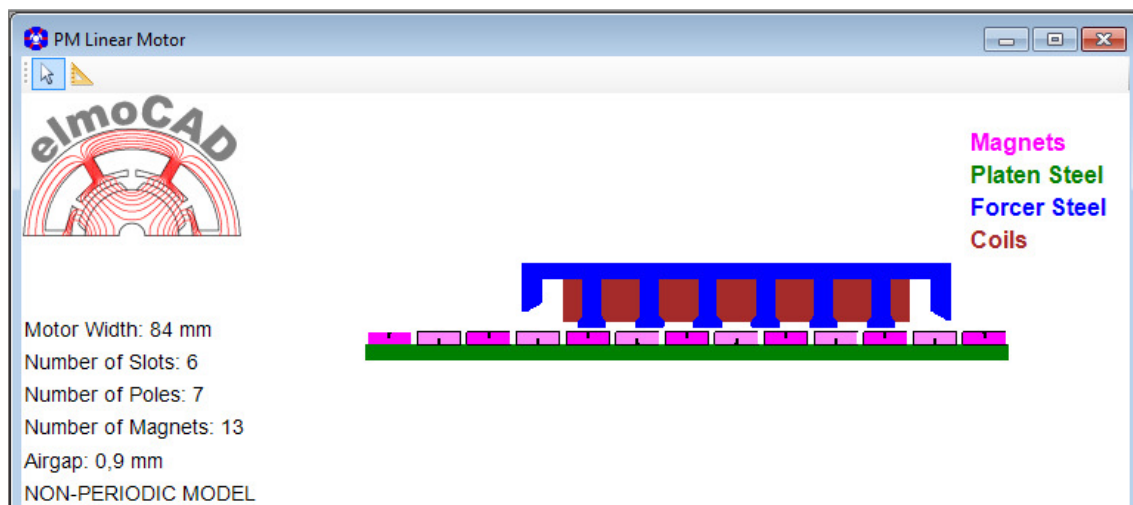 PM Linear Motor
elmoCAD
Magnets
Platen Steel
Forcer Steel
Coils
Motor Width: 84 mm
Number of Slots: 6
Number of Poles: 7
Number of Magnets: 13
Airgap: 0,9 mm
NON-PERIODIC MODEL